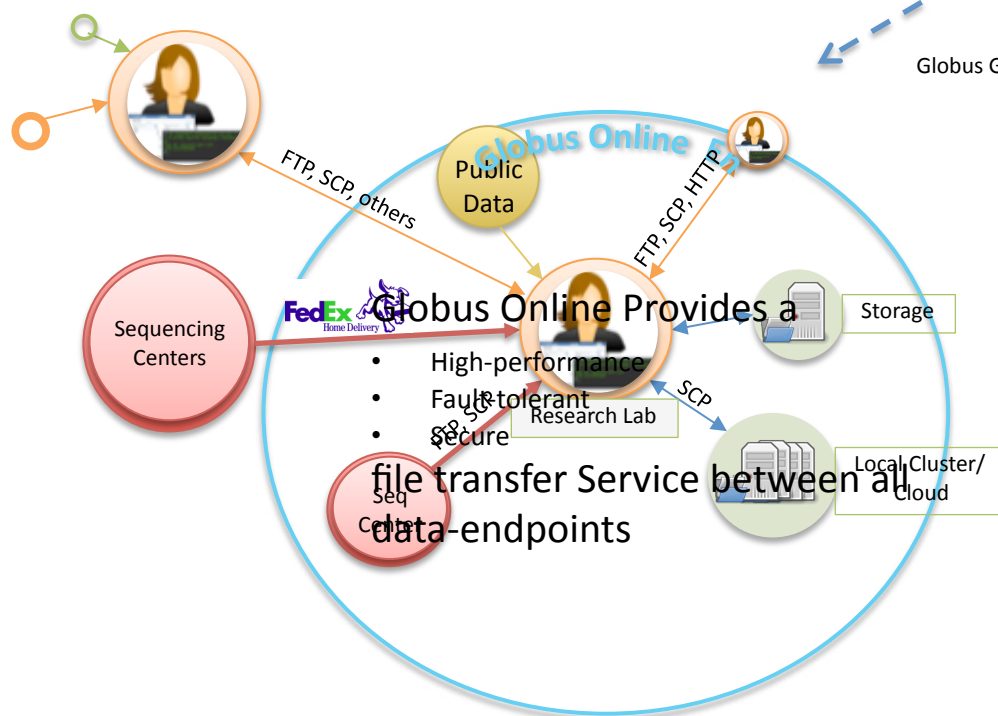 Globus G
Globus Online
FTP, SCP, others
Public
Data
FTP, SCP, HTTP
FedEx
Home Delivery
Globus Online Provides a
Sequencing
Centers
Storage
• High-performance
• Fault-tolerant
• Secure
FTP, SCP
SCP
Research Lab
file transfer Service between all
data-endpoints
Seq
Center
Local Cluster/
Cloud